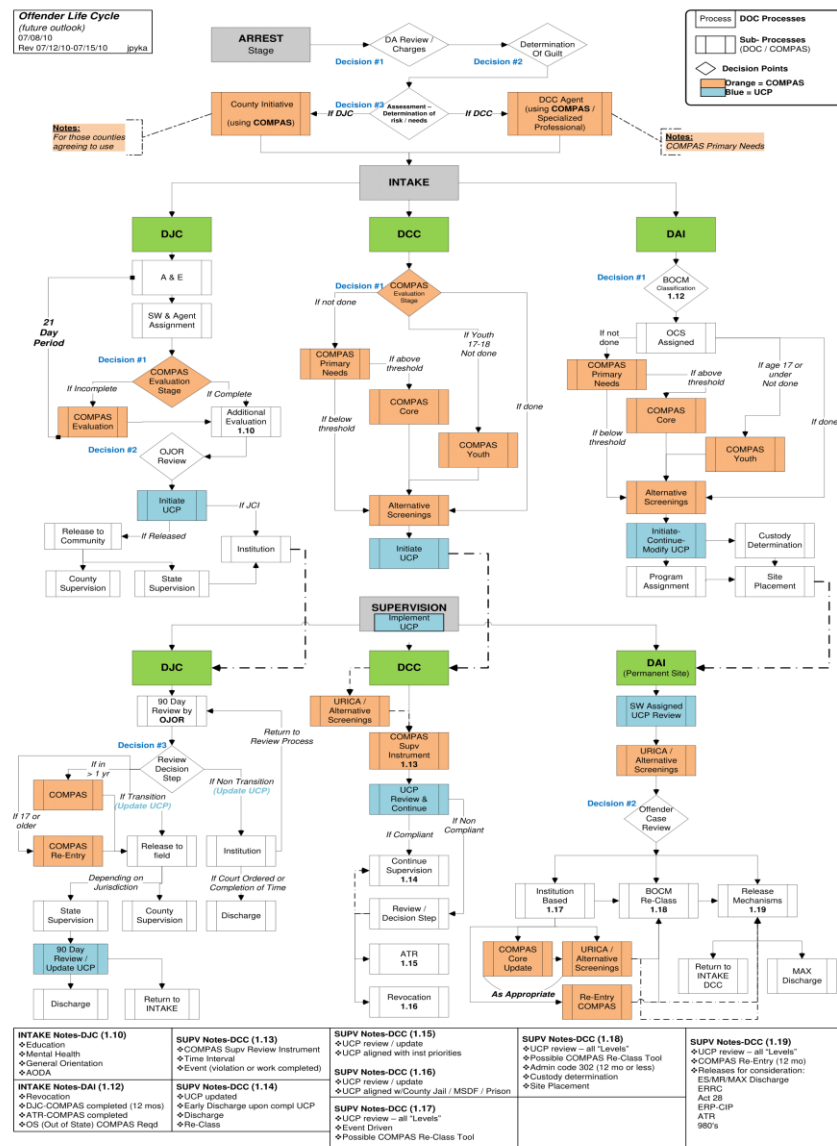 Offender Life Cycle
(future outlook)
07/08/10
Rev 07/12/10-07/15/10 jpyka
ARREST
Stage
DA Review /
Charges
Determination
Of Guilt
Decision #1
Decision #2
Process
DOC Processes
Sub- Processes
(DOC / COMPAS)
Decision Points
Orange = COMPAS
Blue = UCP
Decision #3
Assessment –
Determination of
risk / needs
County Initiative
(using COMPAS)
If DJC
If DCC
DCC Agent
(using COMPAS /
Specialized
Professional)
Notes:
For those counties
agreeing to use
Notes:
COMPAS Primary Needs
INTAKE
DJC
A & E
SW & Agent
Assignment
21
Day
Period
Decision #1
COMPAS
Evaluation
Stage
If Incomplete
If Complete
COMPAS
Evaluation
Additional
Evaluation
1.10
Decision #2
OJOR
Review
Initiate
UCP
If JCI
Release to
Community
If Released
Institution
County
Supervision
State
Supervision
DCC
Decision #1
COMPAS
Evaluation
Stage
If not done
If Youth
17-18
Not done
COMPAS
Primary
Needs
If above
threshold
COMPAS
Core
If done
If below
threshold
COMPAS
Youth
Alternative
Screenings
Initiate
UCP
DAI
Decision #1
BOCM
Classification
1.12
If not
done
OCS
Assigned
COMPAS
Primary
Needs
If above
threshold
If age 17 or
under
Not done
COMPAS
Core
If below
threshold
If done
COMPAS
Youth
Alternative
Screenings
Initiate-
Continue-
Modify UCP
Custody
Determination
Program
Assignment
Site
Placement
SUPERVISION
Implement
UCP
DJC
90 Day
Review by
OJOR
Return to
Review Process
Decision #3
Review
Decision
Step
If in
> 1 yr
If Non Transition
(Update UCP)
COMPAS
If Transition
(Update UCP)
If 17 or
older
COMPAS
Re-Entry
Release to
field
Institution
Depending on
Jurisdiction
If Court Ordered or
Completion of Time
State
Supervision
County
Supervision
Discharge
90 Day
Review /
Update UCP
Discharge
Return to
INTAKE
DCC
URICA /
Alternative
Screenings
COMPAS
Supv
Instrument
1.13
UCP
Review &
Continue
If
Compliant
If Non
Compliant
Continue
Supervision
1.14
Review /
Decision Step
ATR
1.15
Revocation
1.16
DAI
(Permanent Site)
SW Assigned
UCP Review
URICA /
Alternative
Screenings
Decision #2
Offender
Case
Review
Institution
Based
1.17
BOCM
Re-Class
1.18
Release
Mechanisms
1.19
COMPAS
Core
Update
URICA /
Alternative
Screenings
As Appropriate
Re-Entry
COMPAS
Return to
INTAKE
DCC
MAX
Discharge
INTAKE Notes-DJC (1.10)
❖Education
❖Mental Health
❖General Orientation
❖AODA
INTAKE Notes-DAI (1.12)
❖Revocation
❖DJC-COMPAS completed (12 mos)
❖ATR-COMPAS completed
❖OS (Out of State) COMPAS Reqd
SUPV Notes-DCC (1.13)
❖COMPAS Supv Review Instrument
❖Time Interval
❖Event (violation or work completed)
SUPV Notes-DCC (1.14)
❖UCP updated
❖Early Discharge upon compl UCP
❖Discharge
❖Re-Class
SUPV Notes-DCC (1.15)
❖UCP review / update
❖UCP aligned with inst priorities
SUPV Notes-DCC (1.16)
❖UCP review / update
❖UCP aligned w/County Jail / MSDF / Prison
SUPV Notes-DCC (1.17)
❖UCP review – all "Levels"
❖Event Driven
❖Possible COMPAS Re-Class Tool
SUPV Notes-DCC (1.18)
❖UCP review – all "Levels"
❖Possible COMPAS Re-Class Tool
❖Admin code 302 (12 mo or less)
❖Custody determination
❖Site Placement
SUPV Notes-DCC (1.19)
❖UCP review – all "Levels"
❖COMPAS Re-Entry (12 mo)
❖Releases for consideration:
ES/MR/MAX Discharge
ERRC
Act 28
ERP-CIP
ATR
980's